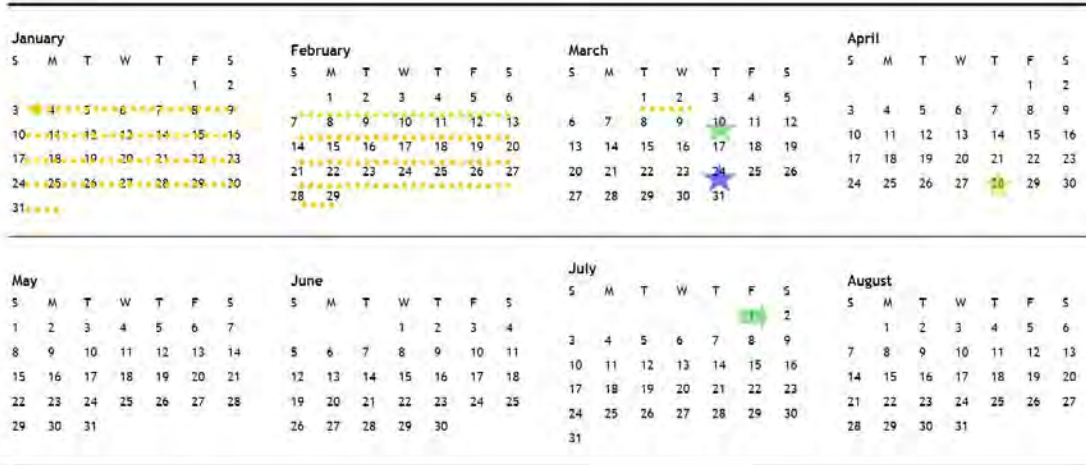 January
S M T W T F S
1 2
3 4 5 6 7 8 9
10 11 12 13 14 15 16
17 18 19 20 21 22 23
24 25 26 27 28 29 30
31
February
S M T W T F S
1 2 3 4 5 6
7 8 9 10 11 12 13
14 15 16 17 18 19 20
21 22 23 24 25 26 27
28 29
March
S M T W T F S
1 2 3 4 5
6 7 8 9 10 11 12
13 14 15 16 17 18 19
20 21 22 23 24 25 26
27 28 29 30 31
April
S M T W T F S
1 2
3 4 5 6 7 8 9
10 11 12 13 14 15 16
17 18 19 20 21 22 23
24 25 26 27 28 29 30
May
S M T W T F S
1 2 3 4 5 6 7
8 9 10 11 12 13 14
15 16 17 18 19 20 21
22 23 24 25 26 27 28
29 30 31
June
S M T W T F S
1 2 3 4
5 6 7 8 9 10 11
12 13 14 15 16 17 18
19 20 21 22 23 24 25
26 27 28 29 30
July
S M T W T F S
1 2
3 4 5 6 7 8 9
10 11 12 13 14 15 16
17 18 19 20 21 22 23
24 25 26 27 28 29 30
31
August
S M T W T F S
1 2 3 4 5 6
7 8 9 10 11 12 13
14 15 16 17 18 19 20
21 22 23 24 25 26 27
28 29 30 31